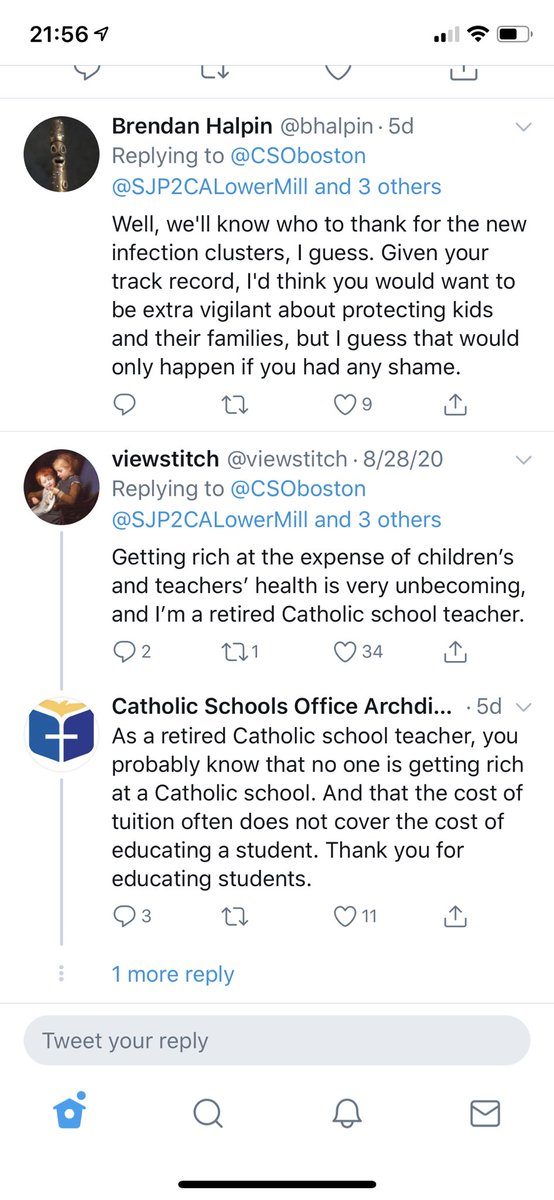 21:56
Brendan Halpin @bhalpin · 5d
Replying to @CSOboston
@SJP2CALowerMill and 3 others
Well, we'll know who to thank for the new
infection clusters, I guess. Given your
track record, I'd think you would want to
be extra vigilant about protecting kids
and their families, but I guess that would
only happen if you had any shame.
9
viewstitch @viewstitch · 8/28/20
Replying to @CSOboston
@SJP2CALowerMill and 3 others
Getting rich at the expense of children's
and teachers' health is very unbecoming,
and I'm a retired Catholic school teacher.
2 1 34
Catholic Schools Office Archdi... · 5d
As a retired Catholic school teacher, you
probably know that no one is getting rich
at a Catholic school. And that the cost of
tuition often does not cover the cost of
educating a student. Thank you for
educating students.
3 11
1 more reply
Tweet your reply